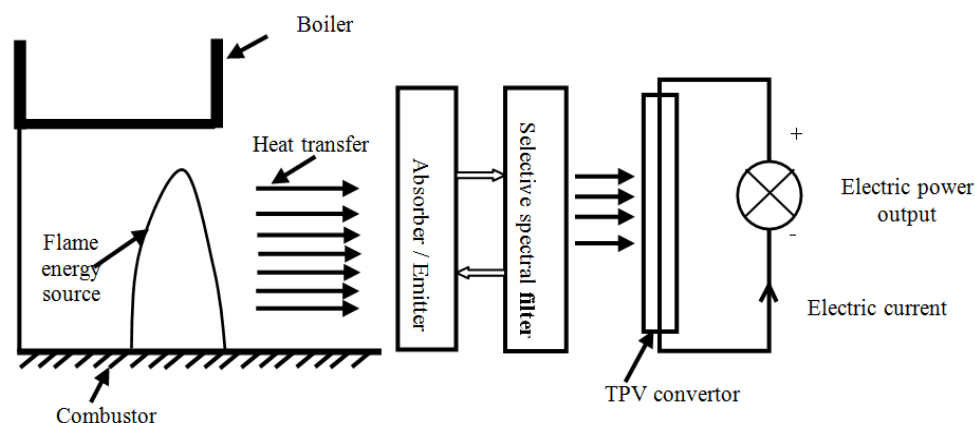 Boiler
Heat transfer
Flame
energy
source
Combustor
Absorber / Emitter
Selective spectral filter
TPV convertor
+
-
Electric power
output
Electric current